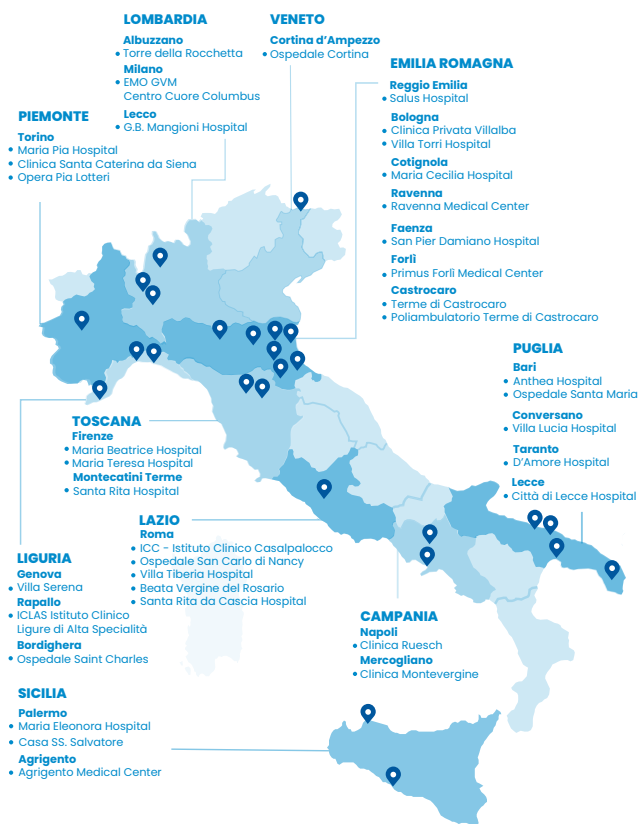 LOMBARDIA
Albuzzano
Torre della Rocchetta
Milano
EMO GVM
Centro Cuore Columbus
Lecco
G.B. Mangioni Hospital
VENETO
Cortina d'Ampezzo
Ospedale Cortina
EMILIA ROMAGNA
Reggio Emilia
Salus Hospital
Bologna
Clinica Privata Villalba
Villa Torri Hospital
Cotignola
Maria Cecilia Hospital
Ravenna
Ravenna Medical Center
Faenza
San Pier Damiano Hospital
Forlì
Primus Forlì Medical Center
Castrocaro
Terme di Castrocaro
Poliambulatorio Terme di Castrocaro
PIEMONTE
Torino
Maria Pia Hospital
Clinica Santa Caterina da Siena
Opera Pia Lotteri
PUGLIA
Bari
Anthea Hospital
Ospedale Santa Maria
Conversano
Villa Lucia Hospital
Taranto
D'Amore Hospital
Lecce
Città di Lecce Hospital
TOSCANA
Firenze
Maria Beatrice Hospital
Maria Teresa Hospital
Montecatini Terme
Santa Rita Hospital
LAZIO
Roma
ICC - Istituto Clinico Casalpalocco
Ospedale San Carlo di Nancy
Villa Tiberia Hospital
Beata Vergine del Rosario
Santa Rita da Cascia Hospital
LIGURIA
Genova
Villa Serena
Rapallo
ICLAS Istituto Clinico
Ligure di Alta Specialità
Bordighera
Ospedale Saint Charles
CAMPANIA
Napoli
Clinica Ruesch
Mercogliano
Clinica Montevergine
SICILIA
Palermo
Maria Eleonora Hospital
Casa SS. Salvatore
Agrigento
Agrigento Medical Center